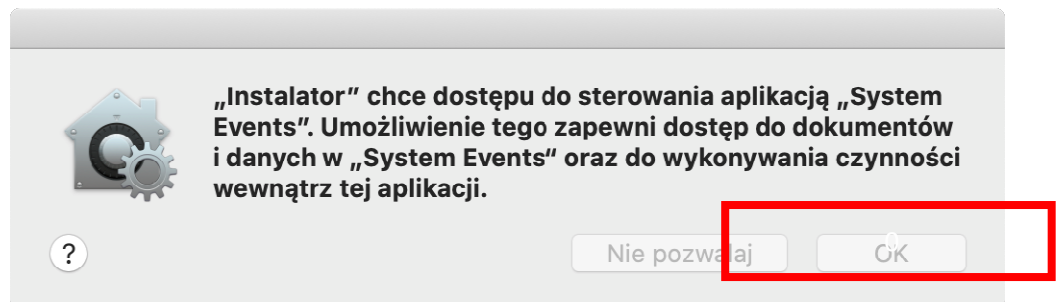 „Instalator” chce dostępu do sterowania aplikacją „System
Events”. Umożliwienie tego zapewni dostęp do dokumentów
i danych w „System Events“ oraz do wykonywania czynności
wewnątrz tej aplikacji.
?
Nie pozwalaj
OK